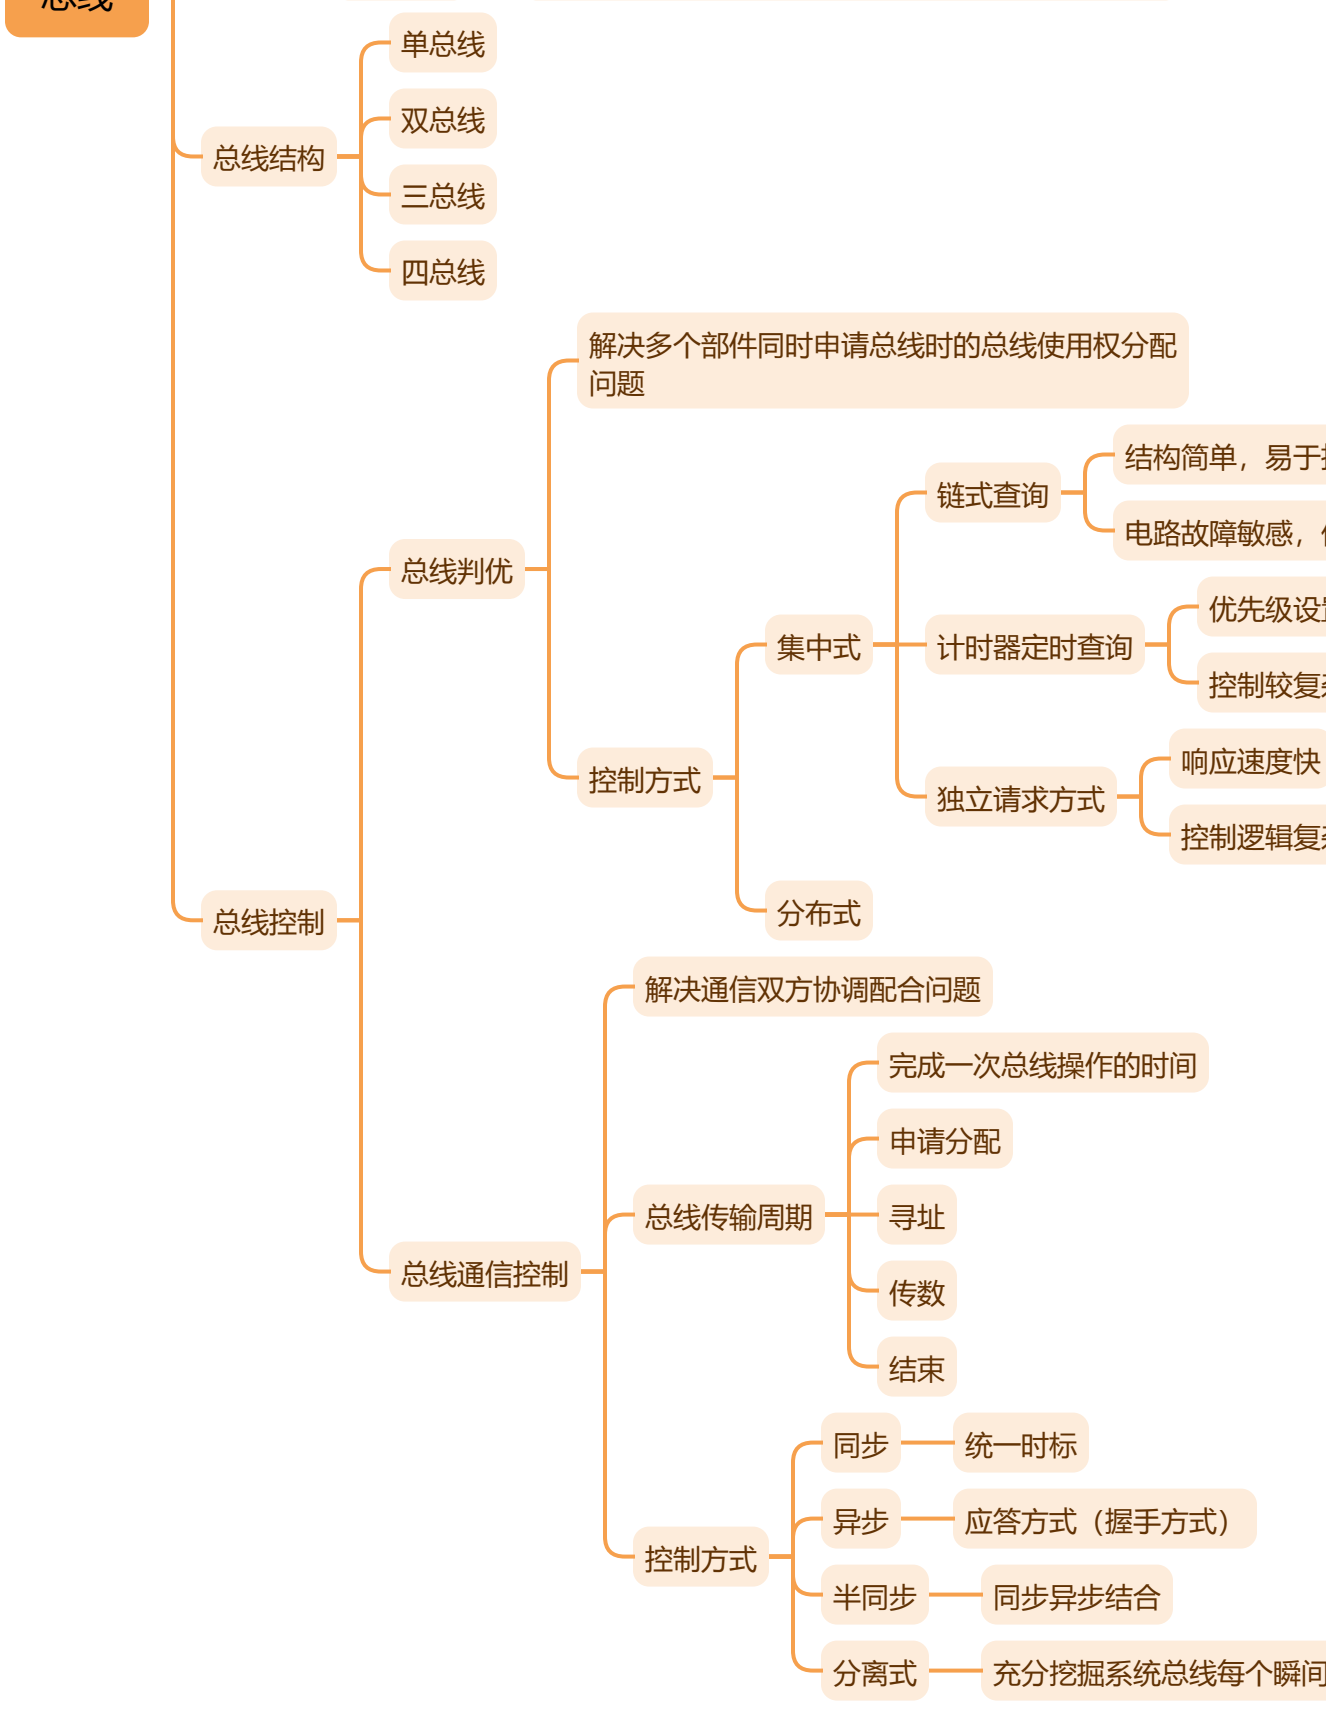 总线
单总线
双总线
总线结构
三总线
四总线
解决多个部件同时申请总线时的总线使用权分配
问题
结构简单，易于
链式查询
电路故障敏感，
总线判优
优先级设
集中式
计时器定时查询
控制较复
响应速度快
控制方式
独立请求方式
控制逻辑复
分布式
总线控制
解决通信双方协调配合问题
完成一次总线操作的时间
申请分配
总线传输周期
寻址
总线通信控制
传数
结束
同步
统一时标
异步
应答方式（握手方式）
控制方式
半同步
同步异步结合
分离式
充分挖掘系统总线每个瞬间